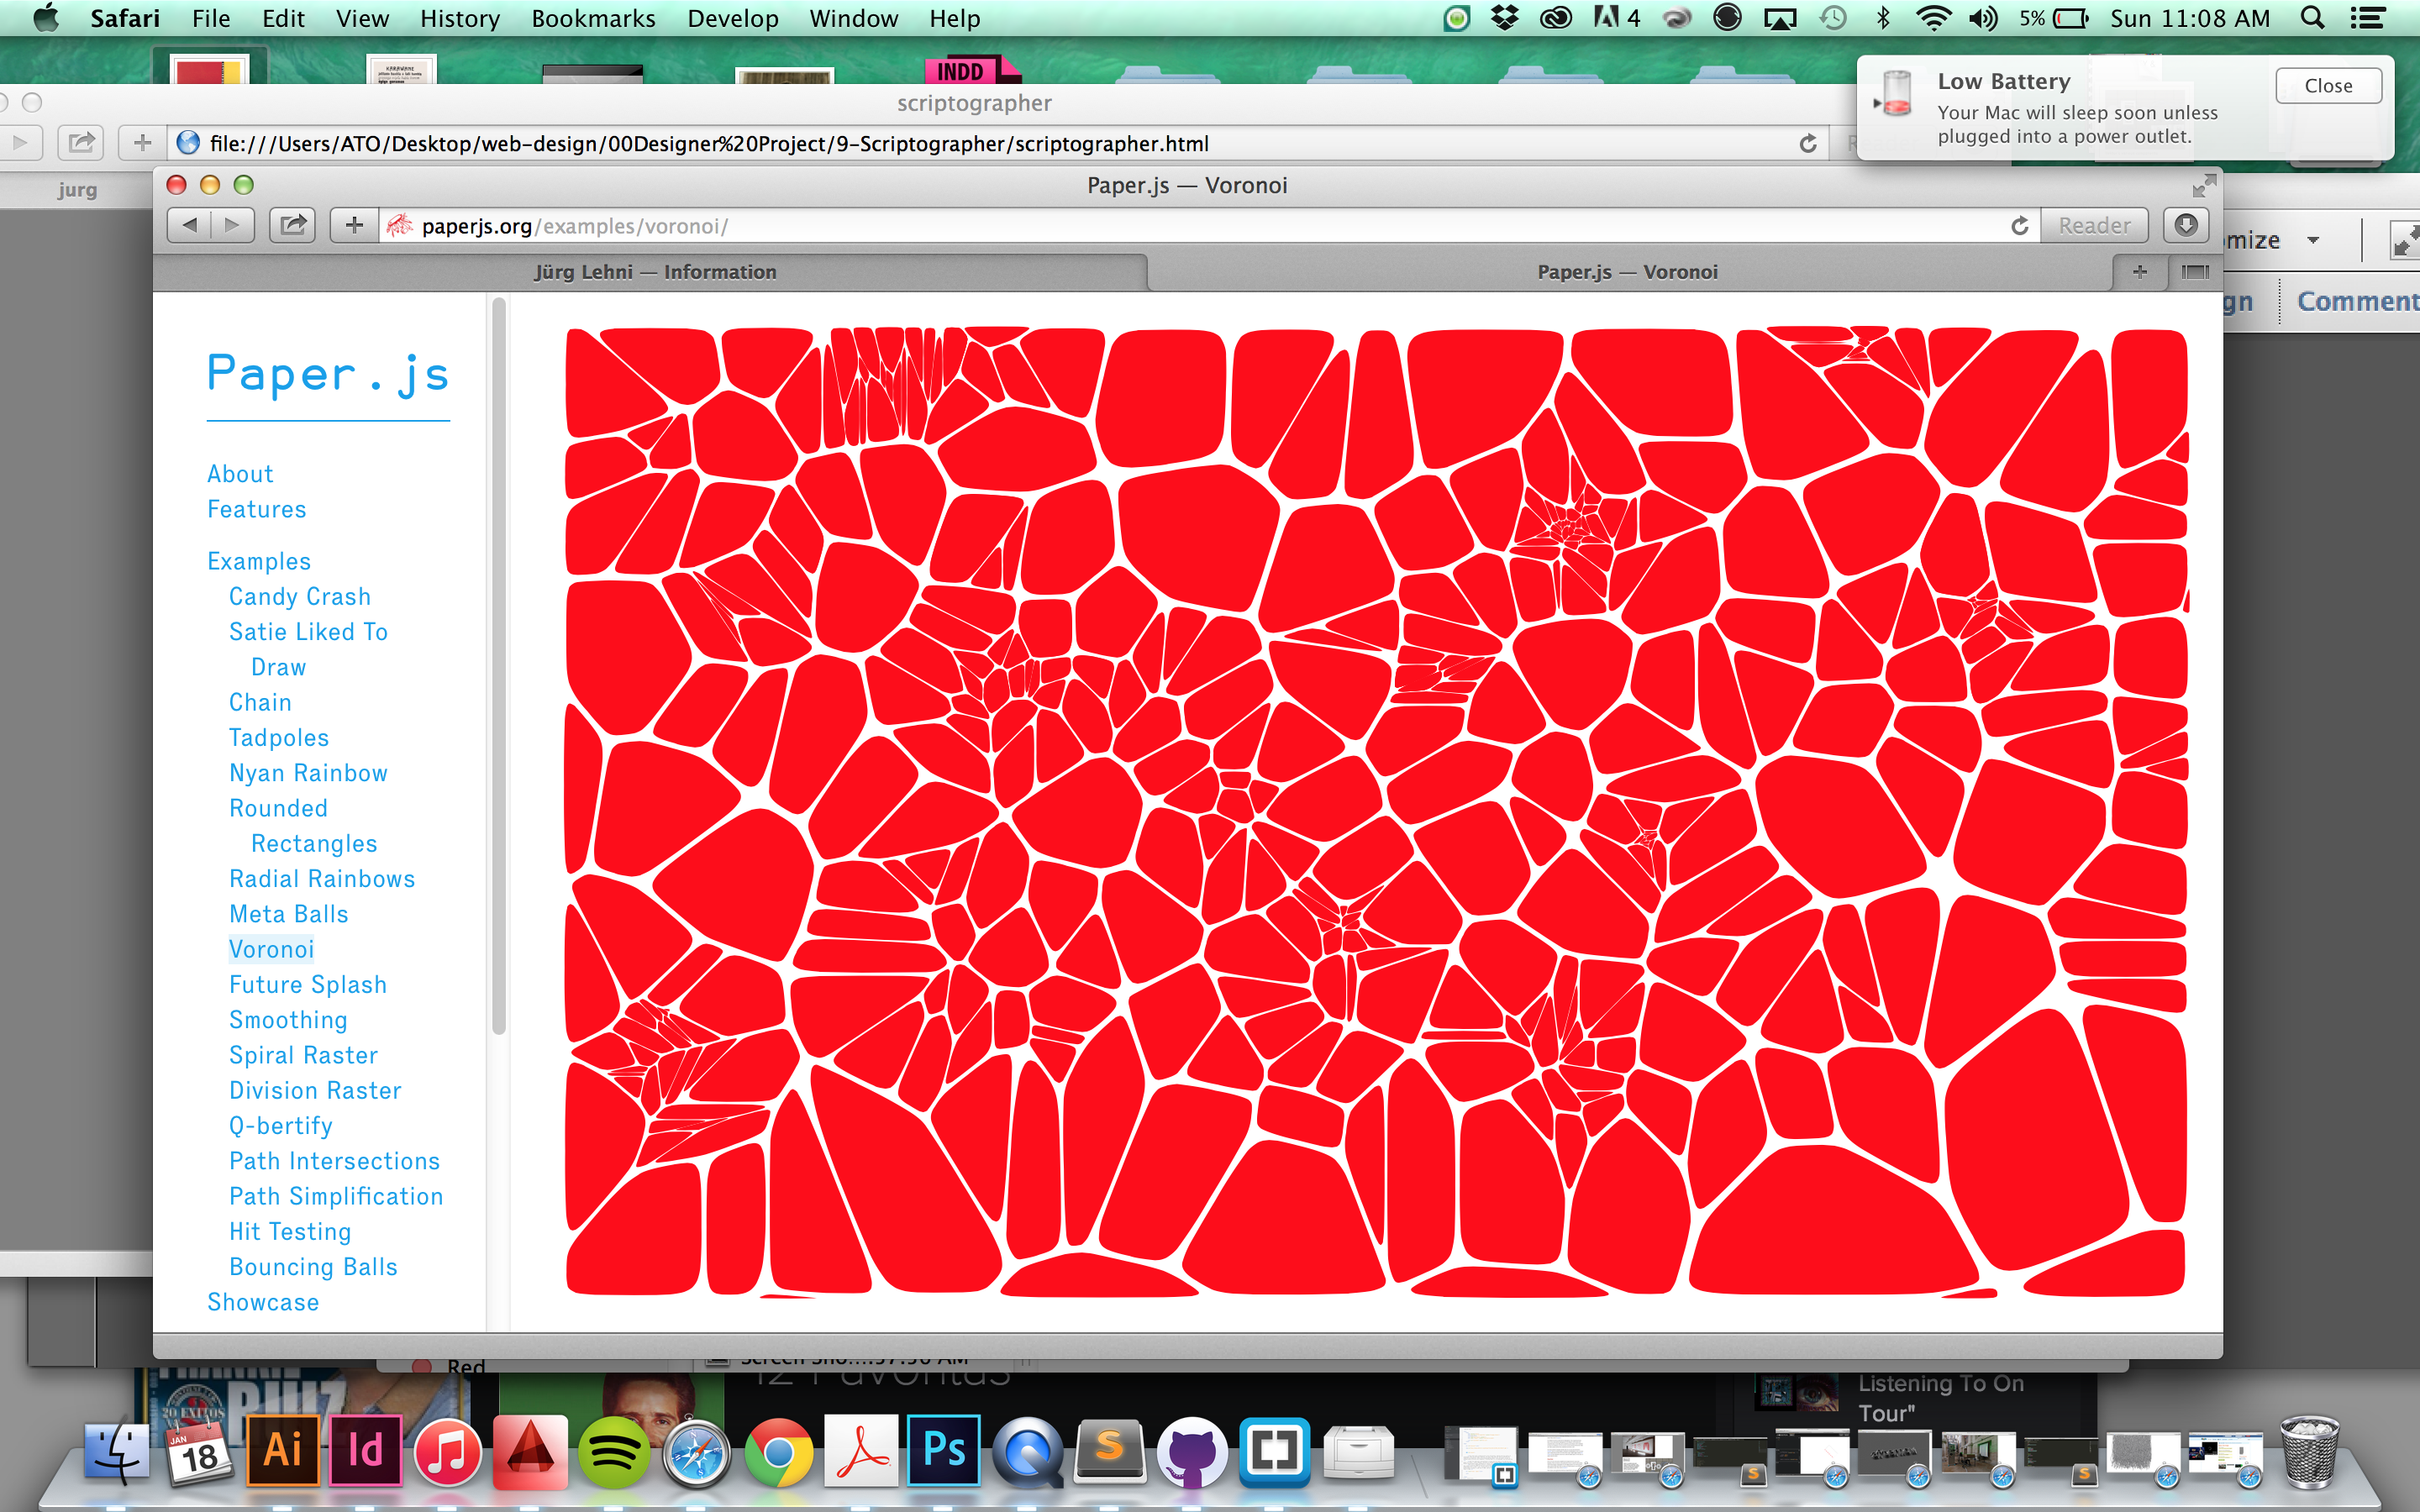 Safari File Edit View History Bookmarks Develop Window Help 4 5% Sun 11:08 AM
INDD
Low Battery
Close
Your Mac will sleep soon unless
plugged into a power outlet.
scriptographer
file:///Users/ATO/Desktop/web-design/00Designer%20Project/9-Scriptographer/scriptographer.html
jurg
Paper.js — Voronoi
paperjs.org/examples/voronoi/
Reader
Jürg Lehni — Information
Paper.js — Voronoi
Comment
Paper.js
About
Features
Examples
Candy Crash
Satie Liked To
Draw
Chain
Tadpoles
Nyan Rainbow
Rounded
Rectangles
Radial Rainbows
Meta Balls
Voronoi
Future Splash
Smoothing
Spiral Raster
Division Raster
Q-bertify
Path Intersections
Path Simplification
Hit Testing
Bouncing Balls
Showcase
Red
20 EXITOS
Listening To On
Tour"
JAN
18
Ai
Id
Ps
S